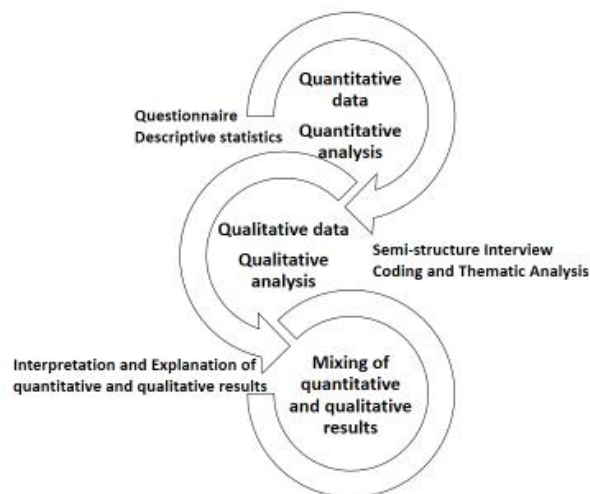 Quantitative
data
Quantitative
analysis
Questionnaire
Descriptive statistics
Qualitative data
Qualitative
analysis
Semi-structure Interview
Coding and Thematic Analysis
Interpretation and Explanation of
quantitative and qualitative results
Mixing of
quantitative
and qualitative
results